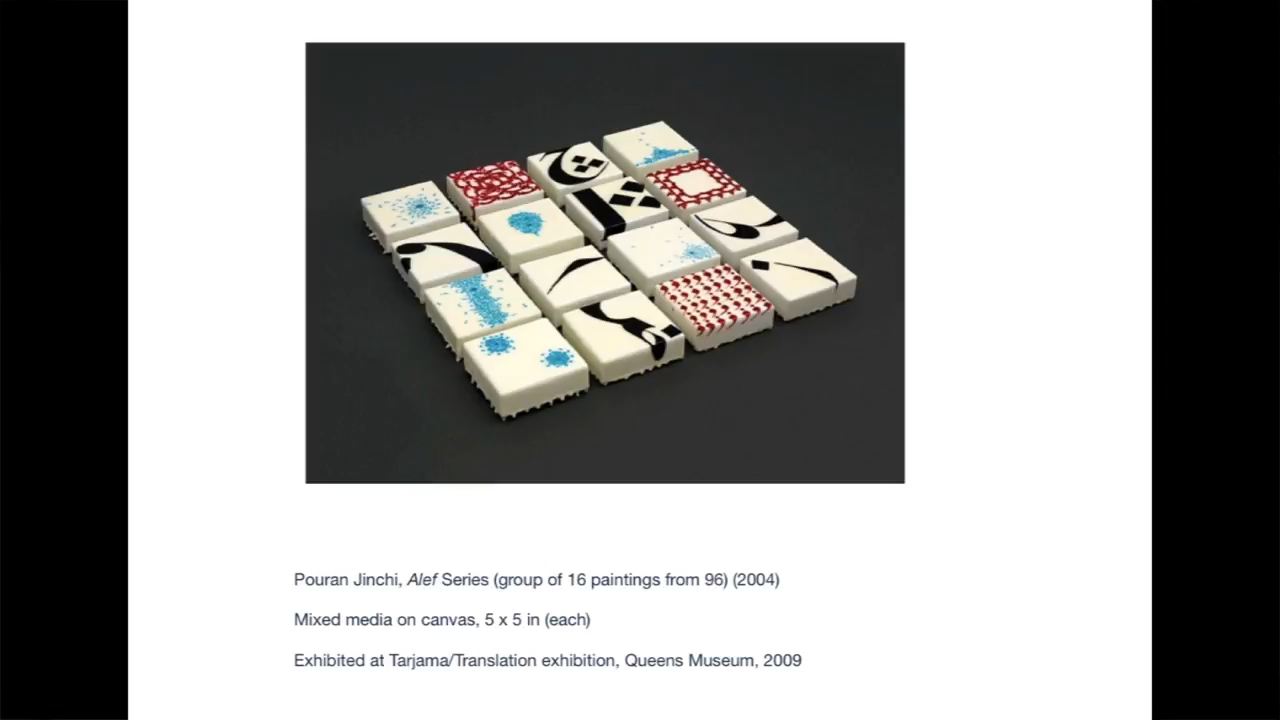 Pouran Jinchi, Alef Series (group of 16 paintings from 96) (2004)
Mixed media on canvas, 5 x 5 in (each)
Exhibited at Tarjama/Translation exhibition, Queens Museum, 2009